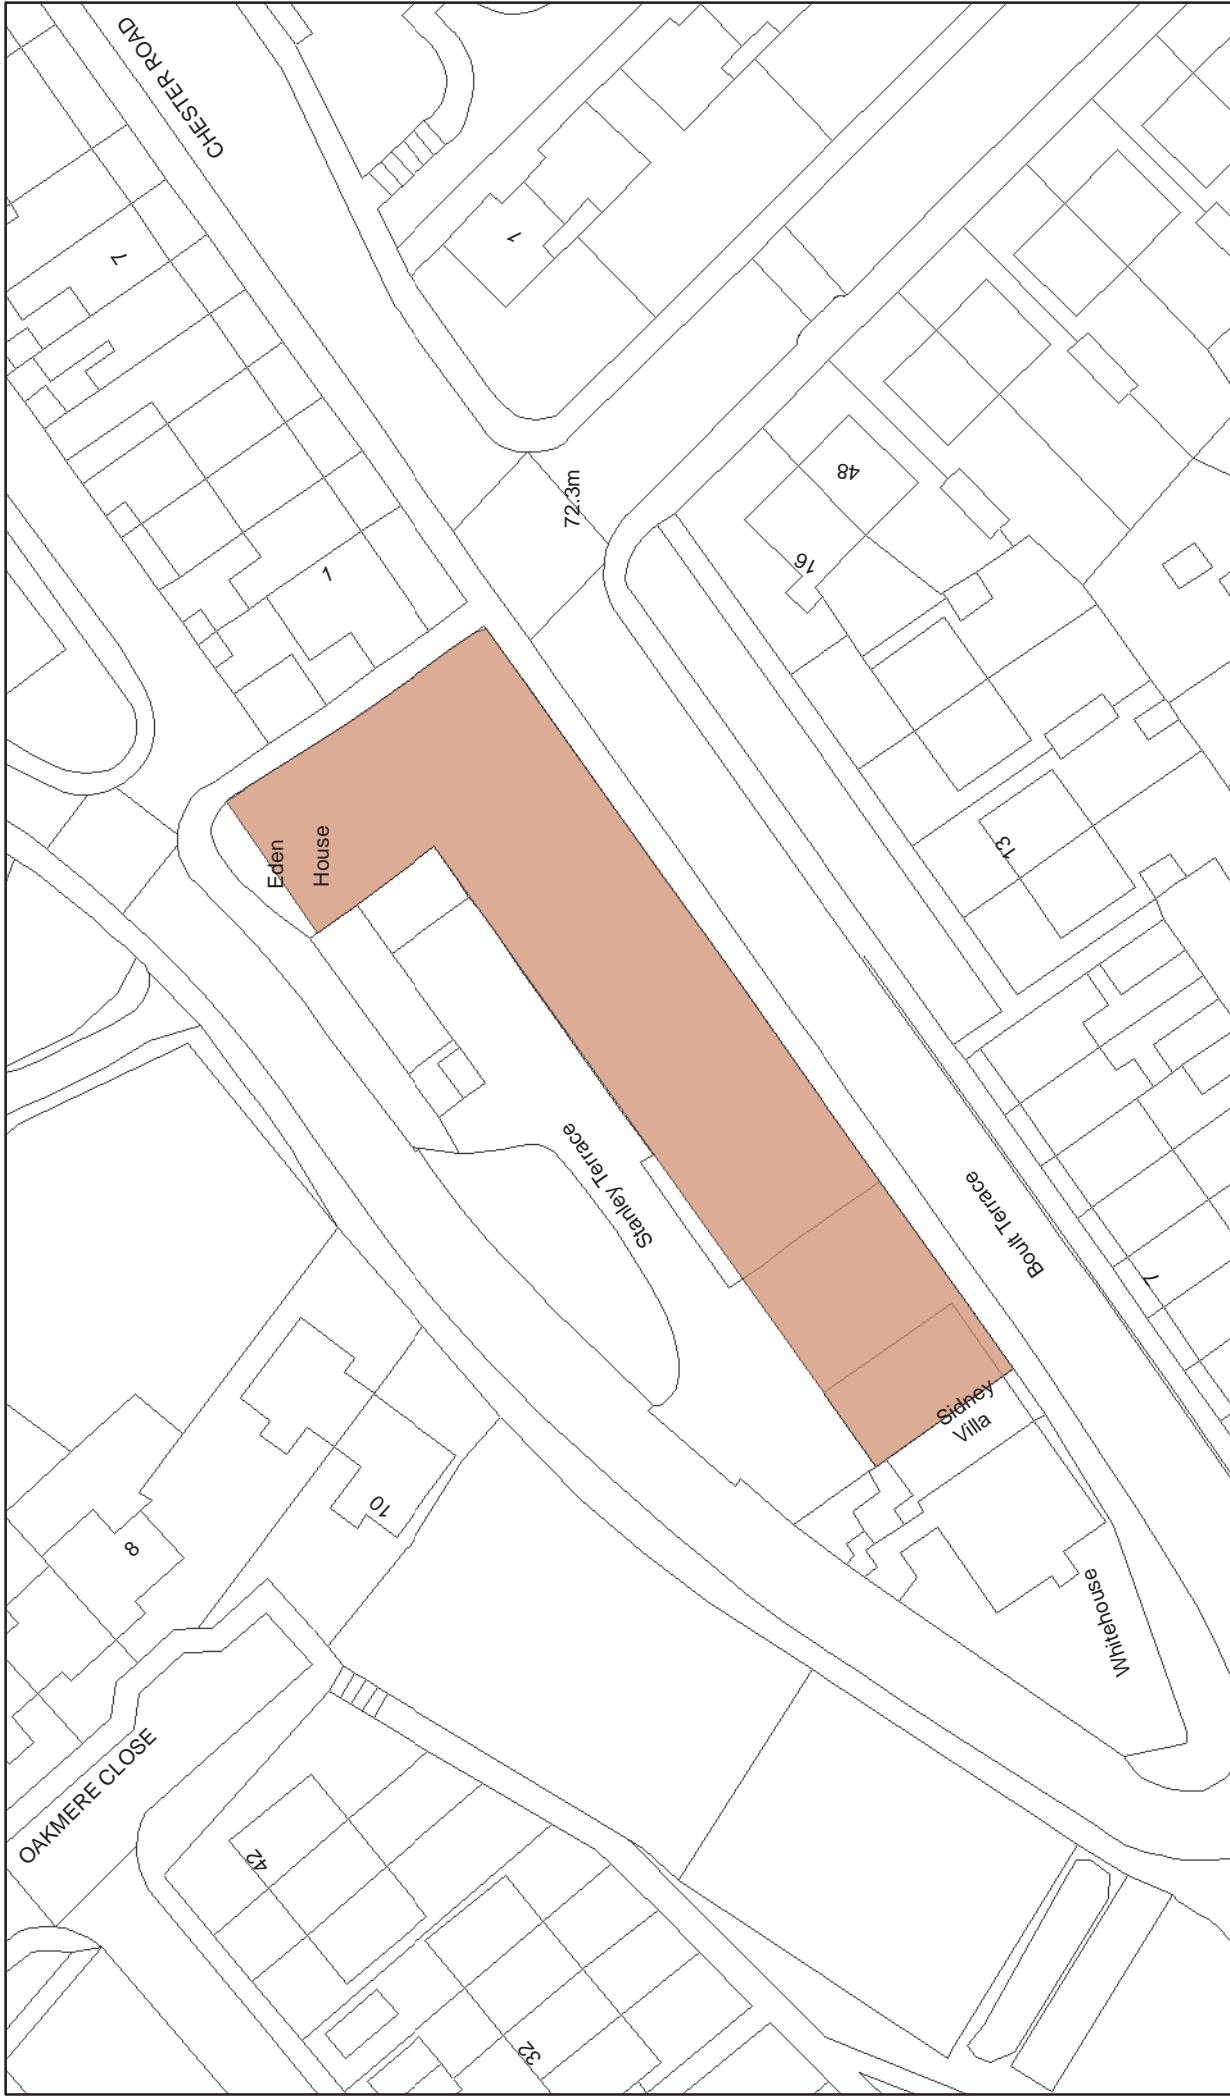 CHESTER ROAD
7
1
1
72.3m
48
16
Eden
House
13
Stanley Terrace
Boult Terrace
7
Sidney
Villa
10
8
Whitehouse
OAKMERE CLOSE
42
32